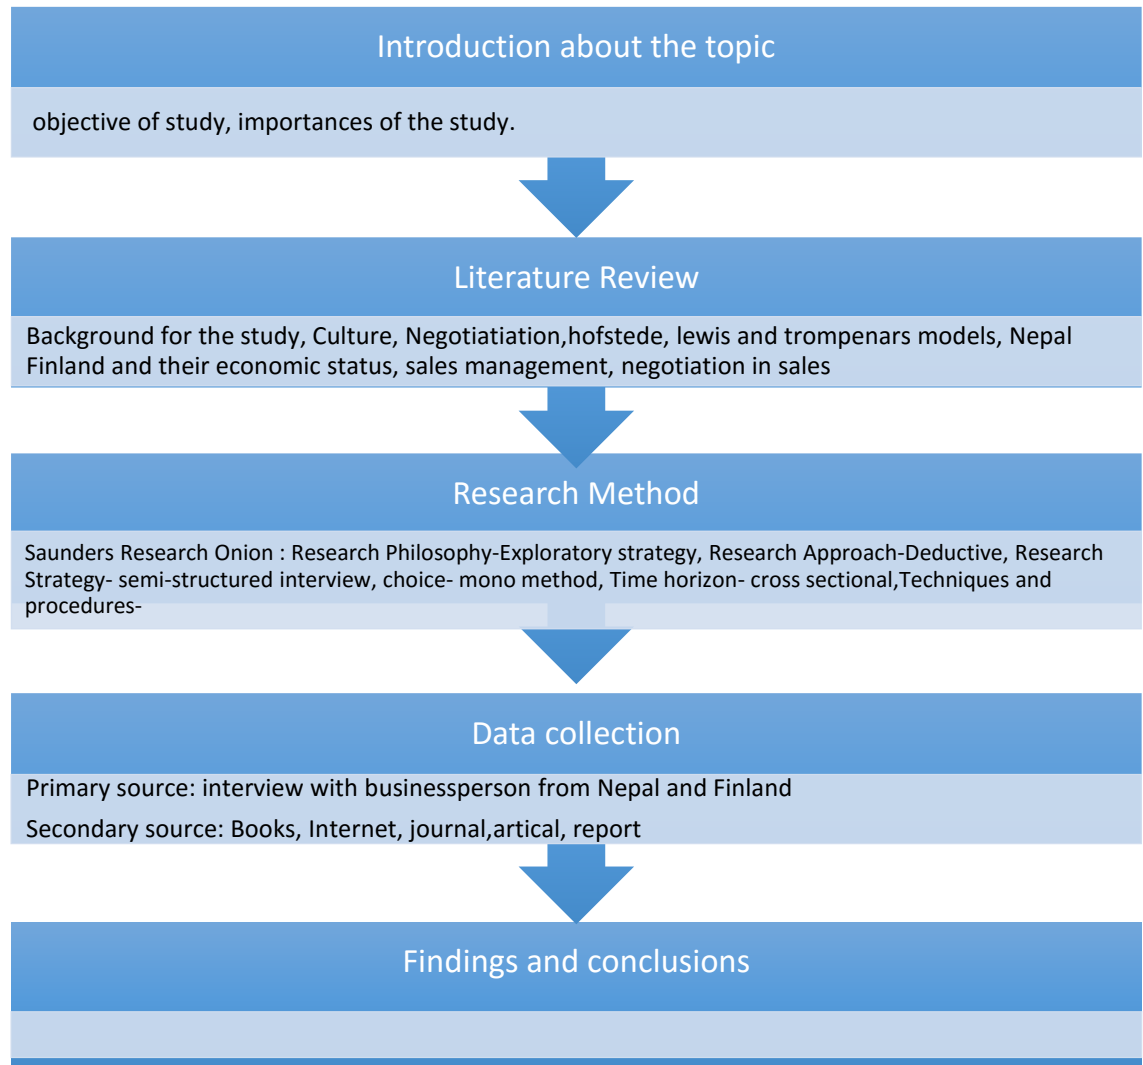 Introduction about the topic
objective of study, importances of the study.
Literature Review
Background for the study, Culture, Negotiatiation,hofstede, lewis and trompenars models, Nepal
Finland and their economic status, sales management, negotiation in sales
Research Method
Saunders Research Onion : Research Philosophy-Exploratory strategy, Research Approach-Deductive, Research
Strategy- semi-structured interview, choice- mono method, Time horizon- cross sectional,Techniques and
procedures-
Data collection
Primary source: interview with businessperson from Nepal and Finland
Secondary source: Books, Internet, journal,artical, report
Findings and conclusions